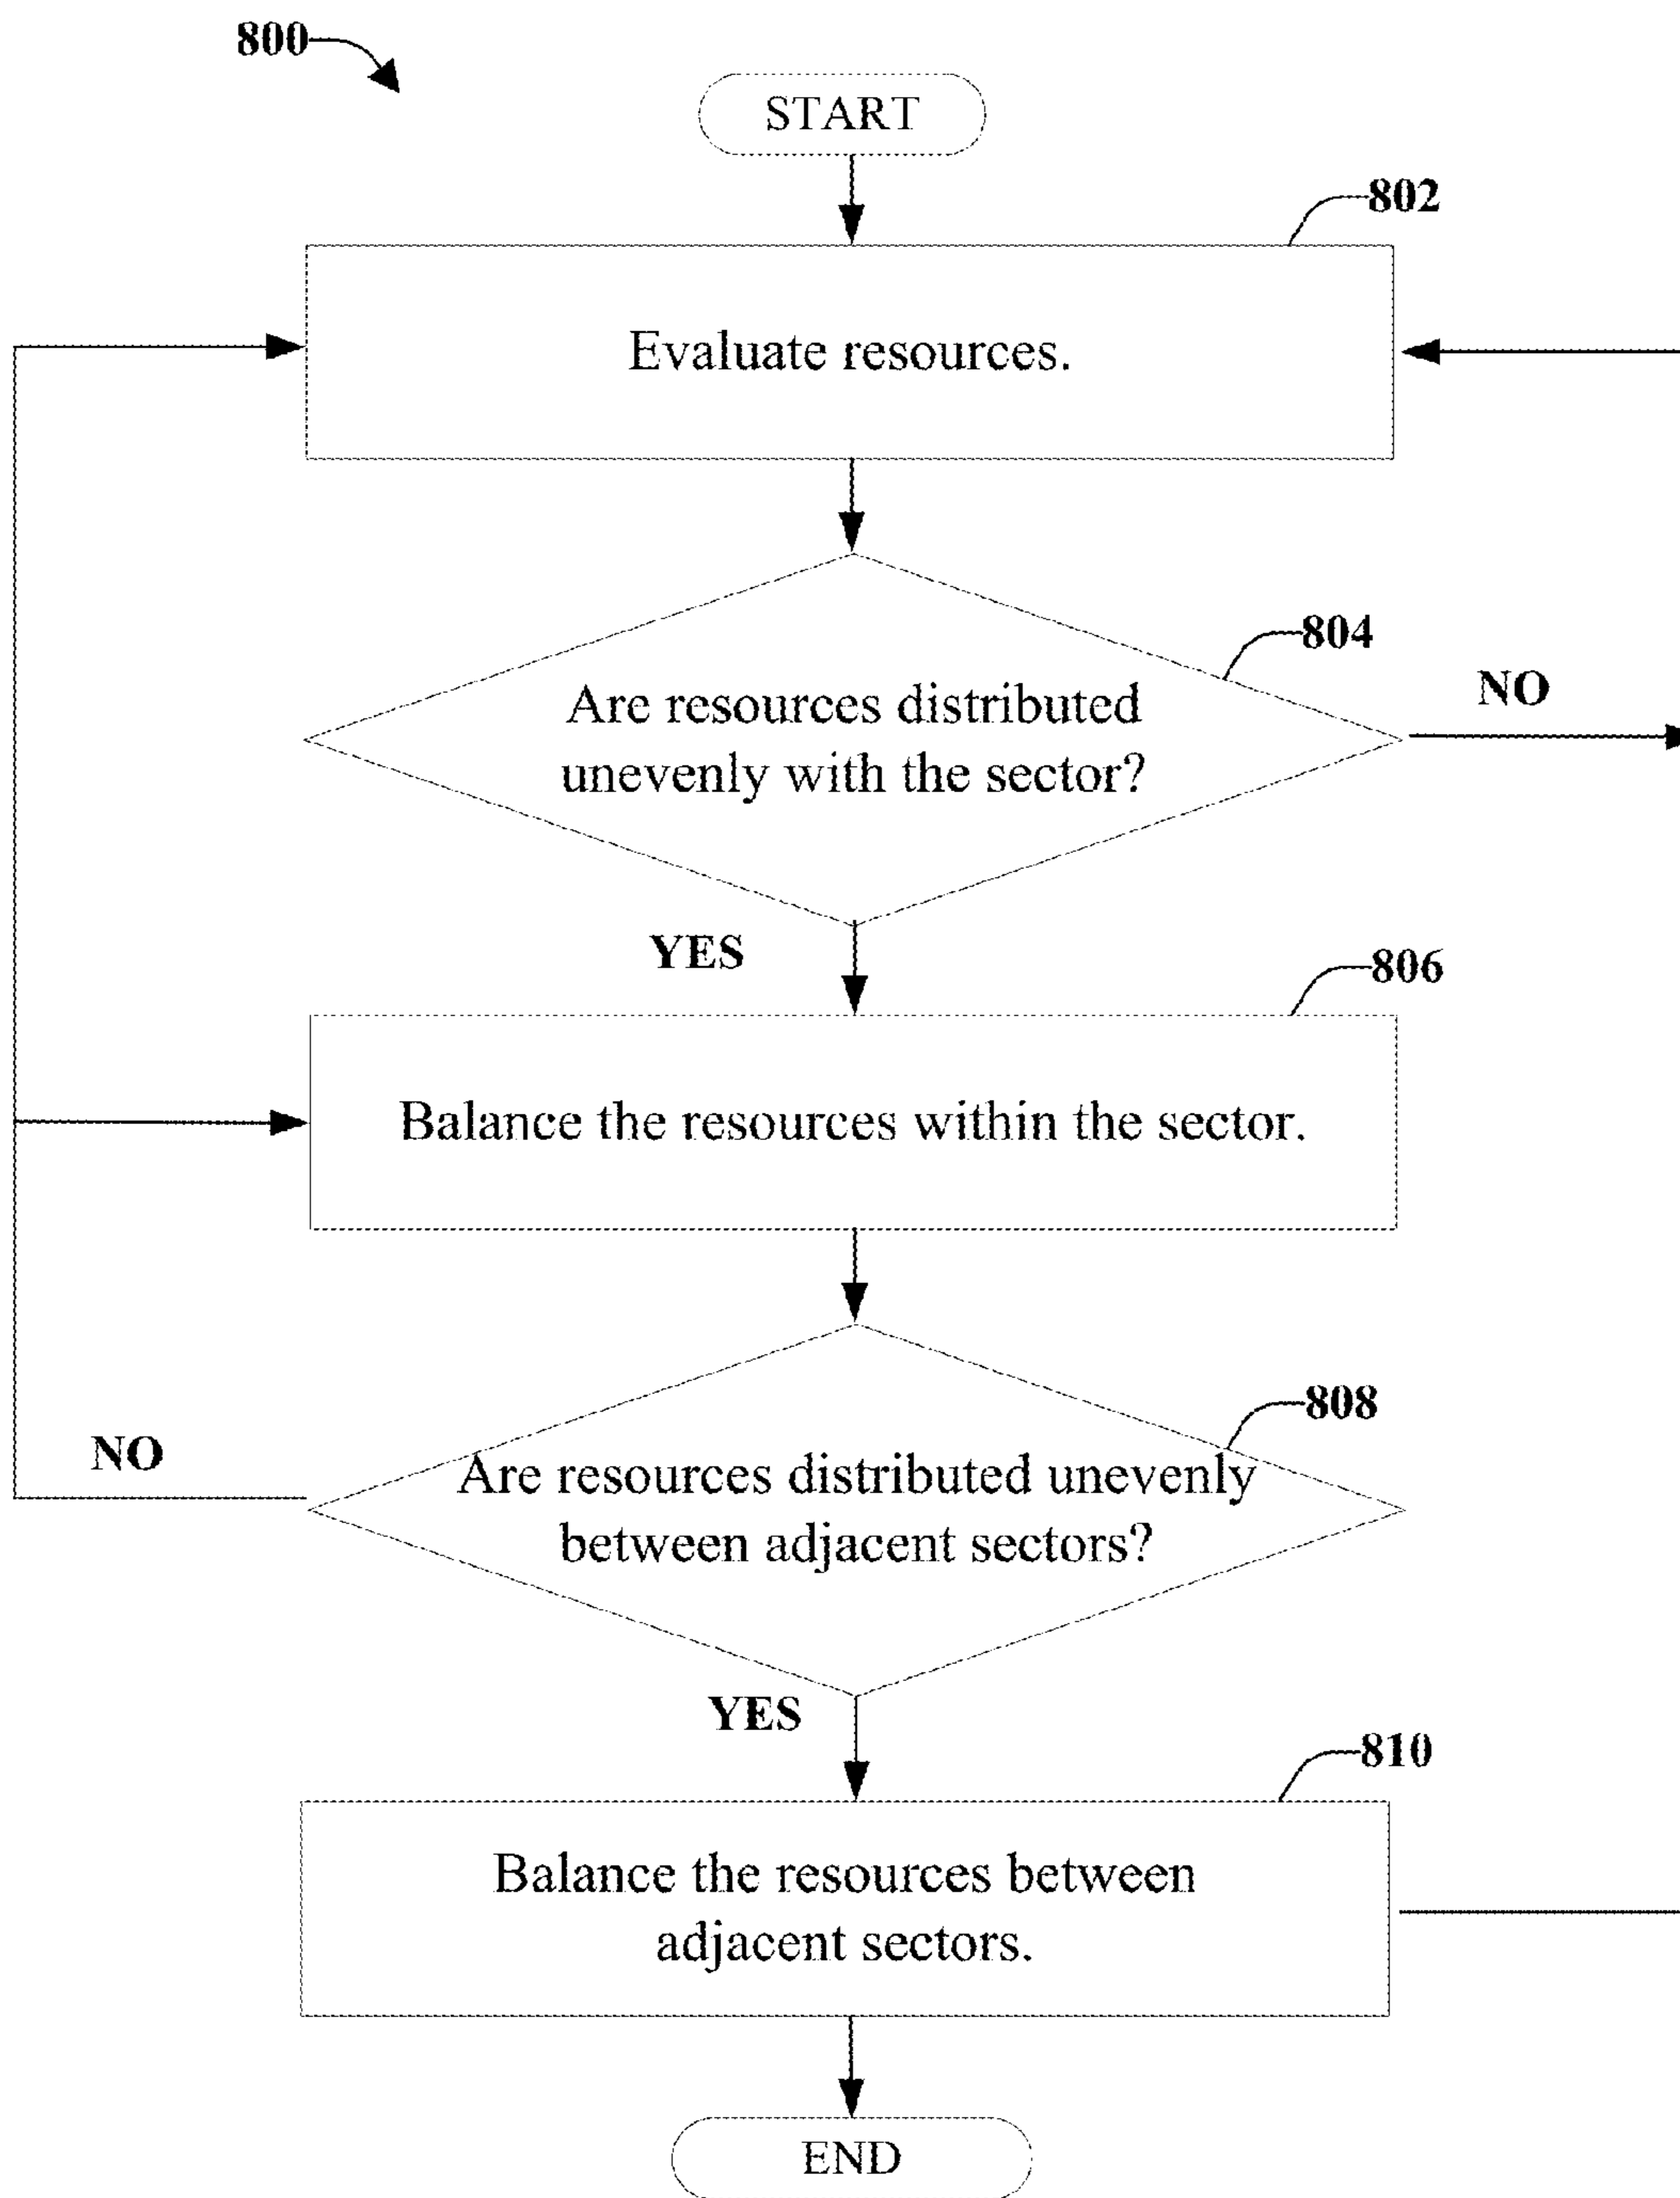 800
START
802
Evaluate resources.
804
Are resources distributed
unevenly with the sector?
NO
YES
806
Balance the resources within the sector.
808
NO
Are resources distributed unevenly
between adjacent sectors?
YES
810
Balance the resources between
adjacent sectors.
END